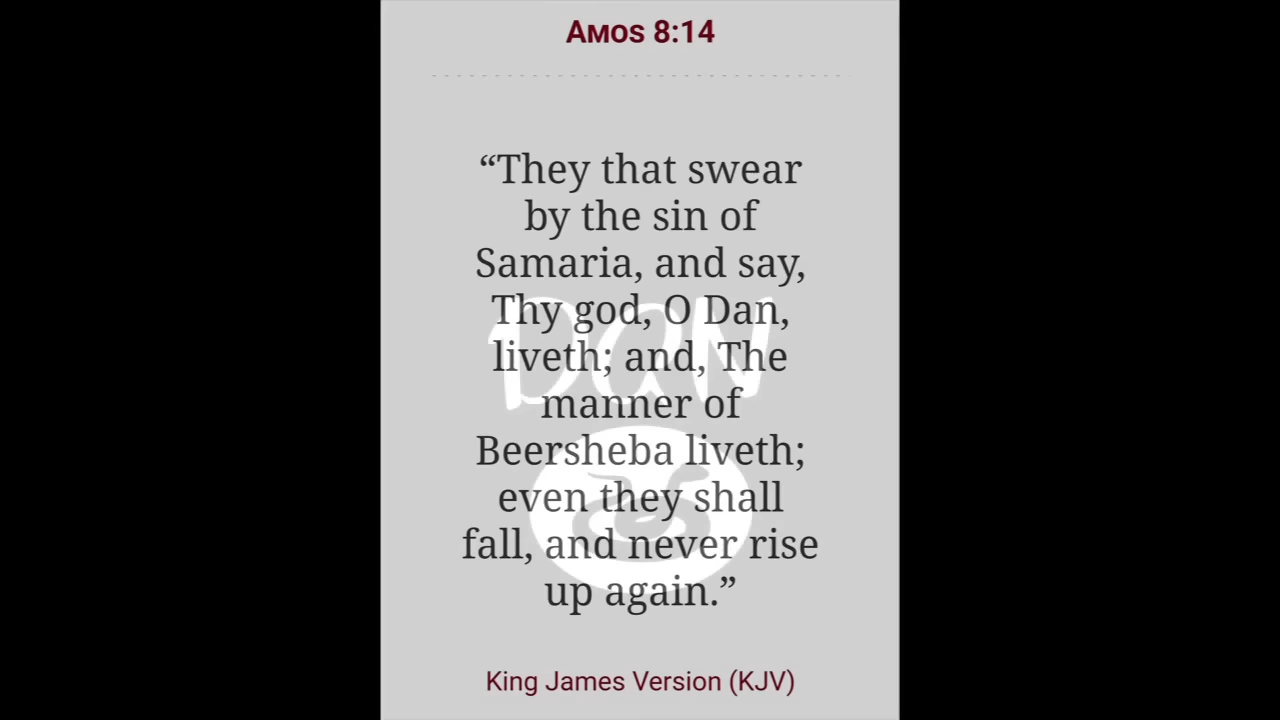 AMOS 8:14
“They that swear
by the sin of
Samaria, and say,
Thy god, O Dan,
liveth; and, The
manner of
Beersheba liveth;
even they shall
fall, and never rise
up again.”
DAN
King James Version (KJV)